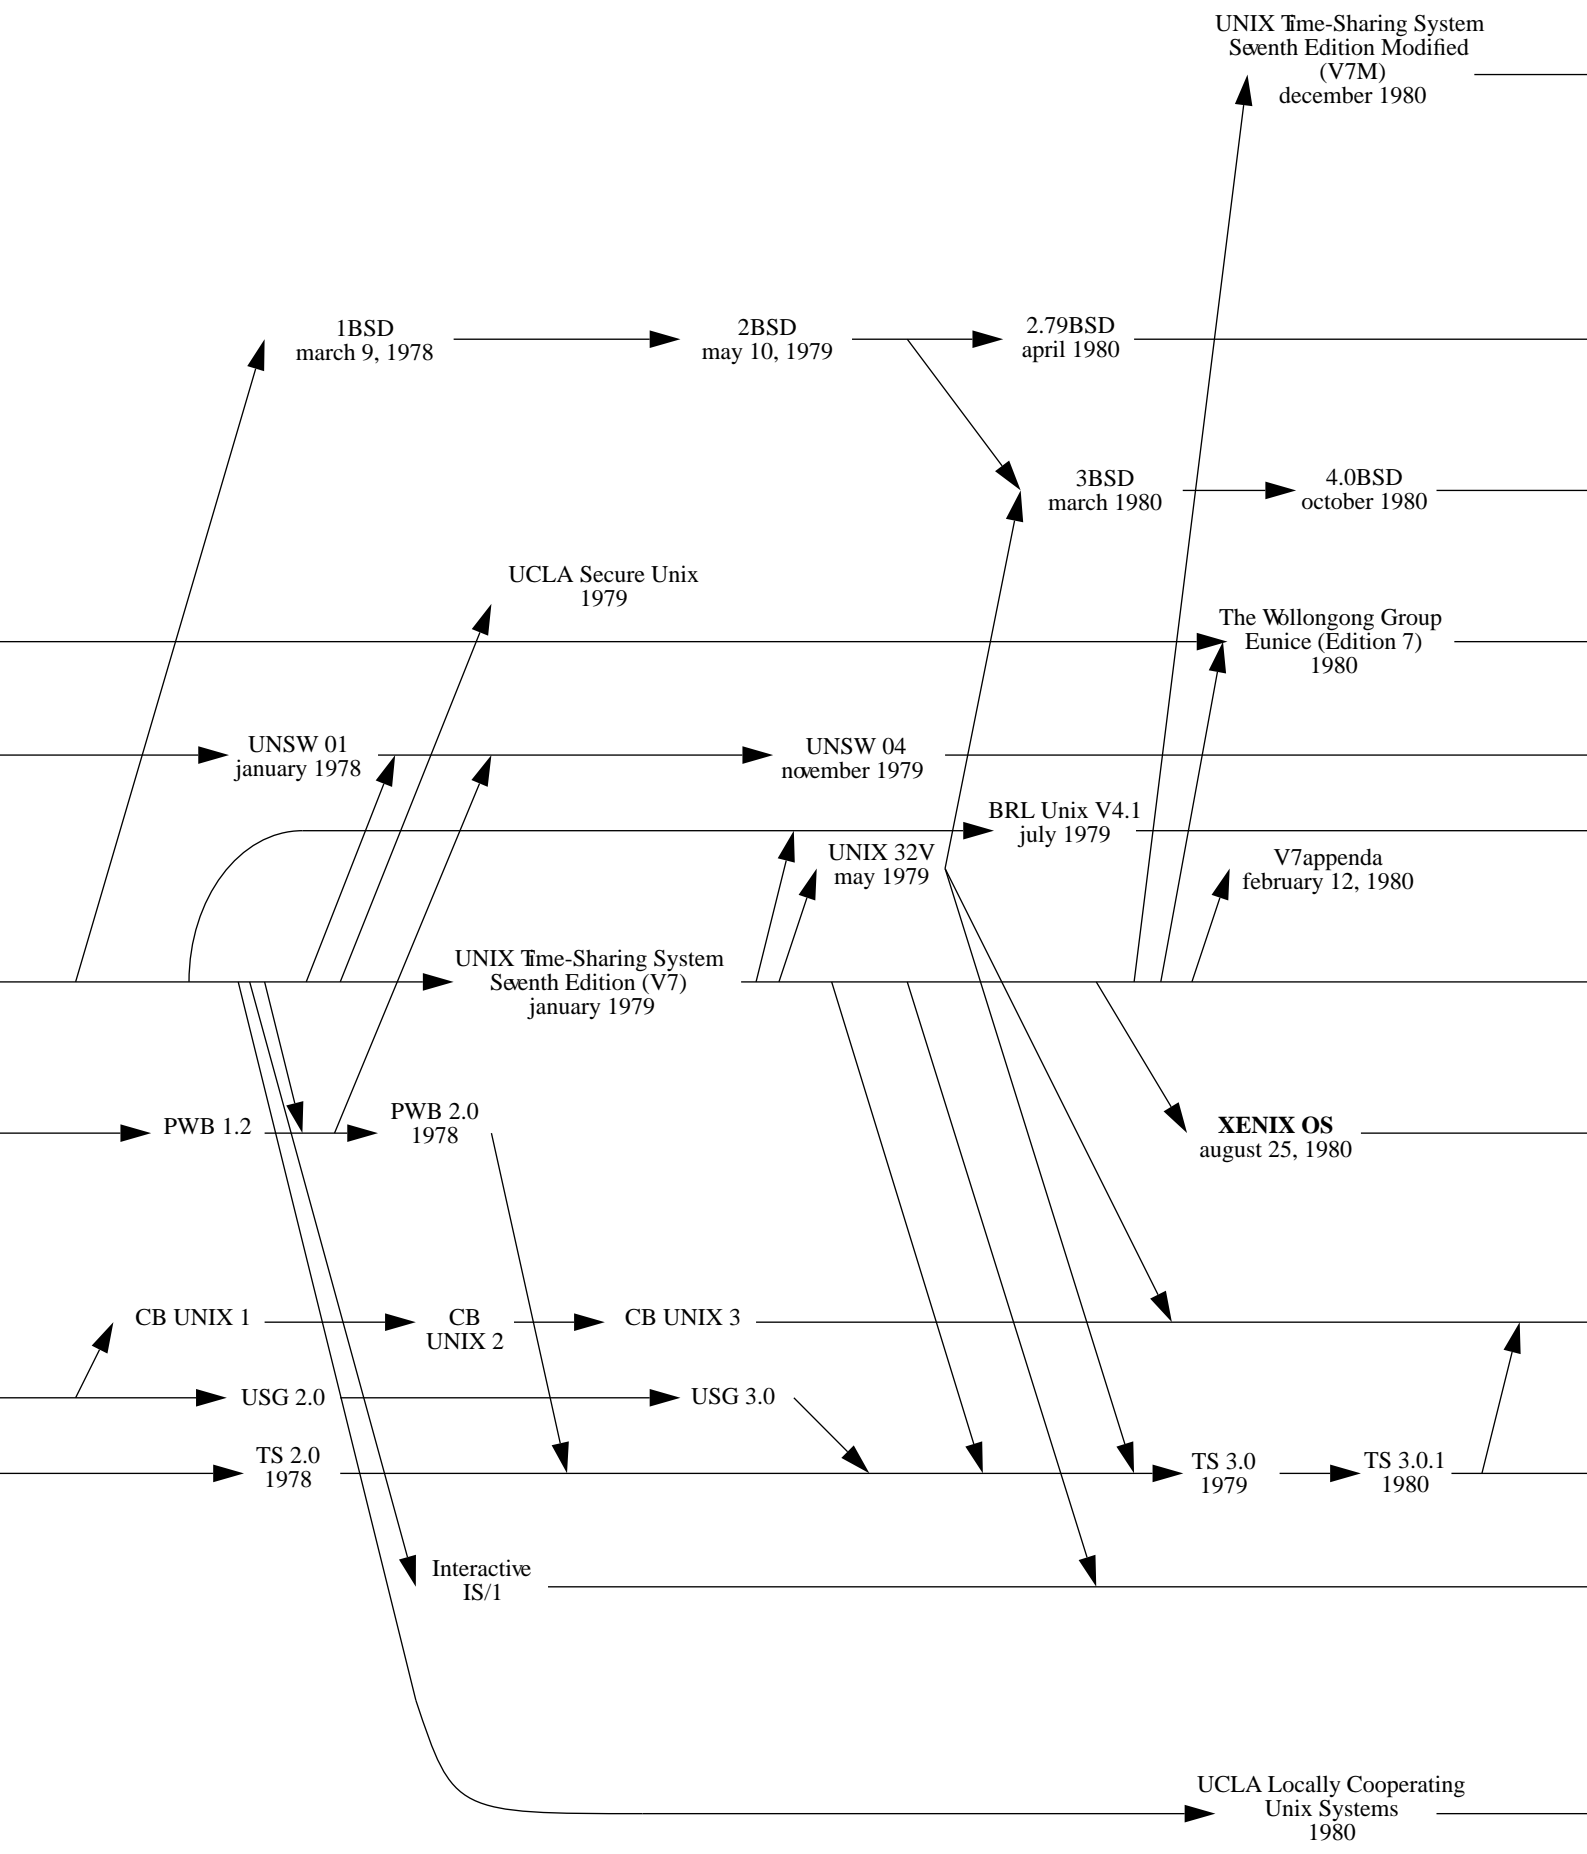 UNIX Time-Sharing System
Seventh Edition Modified
(V7M)
december 1980
1BSD
march 9, 1978
2BSD
may 10, 1979
2.79BSD
april 1980
3BSD
march 1980
4.0BSD
october 1980
UCLA Secure Unix
1979
The Wollongong Group
Eunice (Edition 7)
1980
UNSW 01
january 1978
UNSW 04
november 1979
BRL Unix V4.1
july 1979
UNIX 32V
may 1979
V7appenda
february 12, 1980
UNIX Time-Sharing System
Seventh Edition (V7)
january 1979
PWB 1.2
PWB 2.0
1978
XENIX OS
august 25, 1980
CB UNIX 1
CB
UNIX 2
CB UNIX 3
USG 2.0
USG 3.0
TS 2.0
1978
TS 3.0
1979
TS 3.0.1
1980
Interactive
IS/1
UCLA Locally Cooperating
Unix Systems
1980